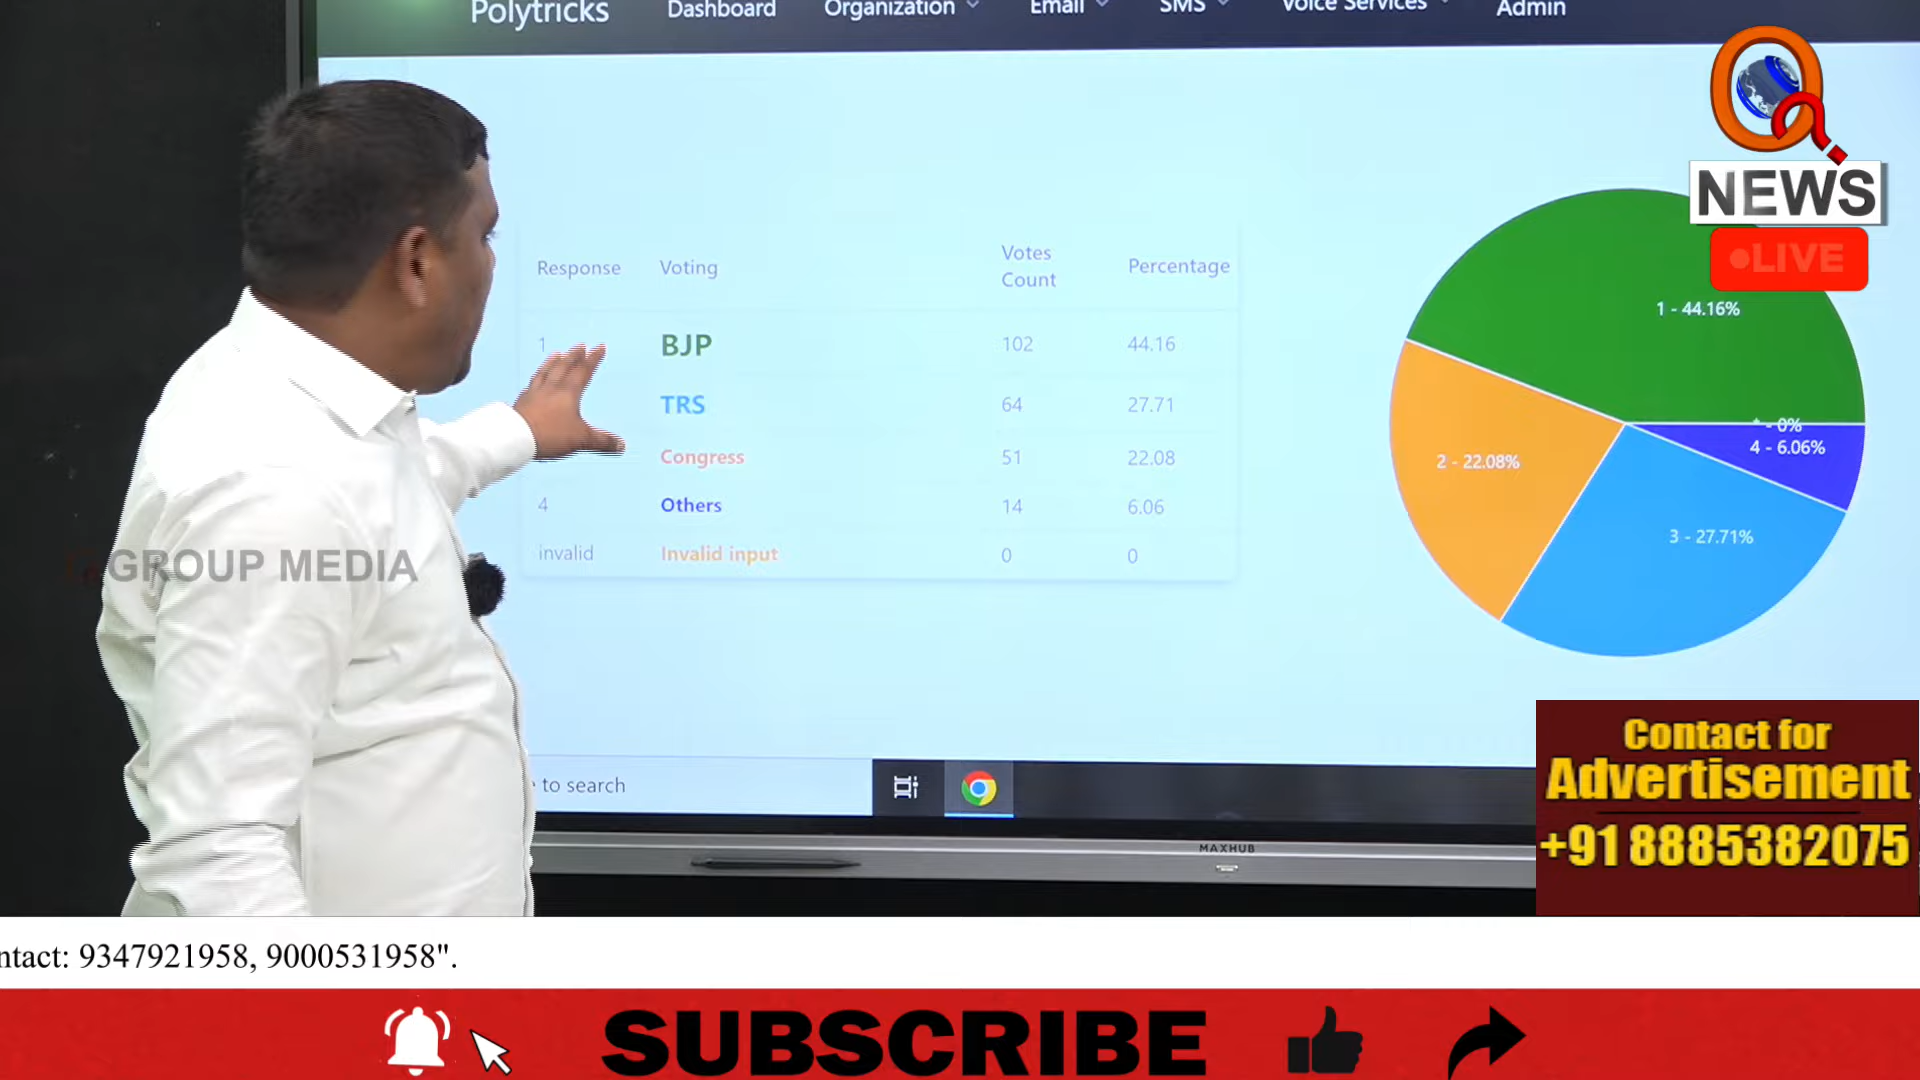 Polytricks Dashboard Organization Email SMS Voice Services Admin
NEWS
LIVE
Response Voting Votes Count Percentage
1 BJP 102 44.16
TRS 64 27.71
Congress 51 22.08
4 Others 14 6.06
invalid Invalid input 0 0
1 - 44.16%
* - 0%
4 - 6.06%
2 - 22.08%
3 - 27.71%
GROUP MEDIA
to search
MAXHUB
Contact for
Advertisement
+91 8885382075
ntact: 9347921958, 9000531958".
SUBSCRIBE